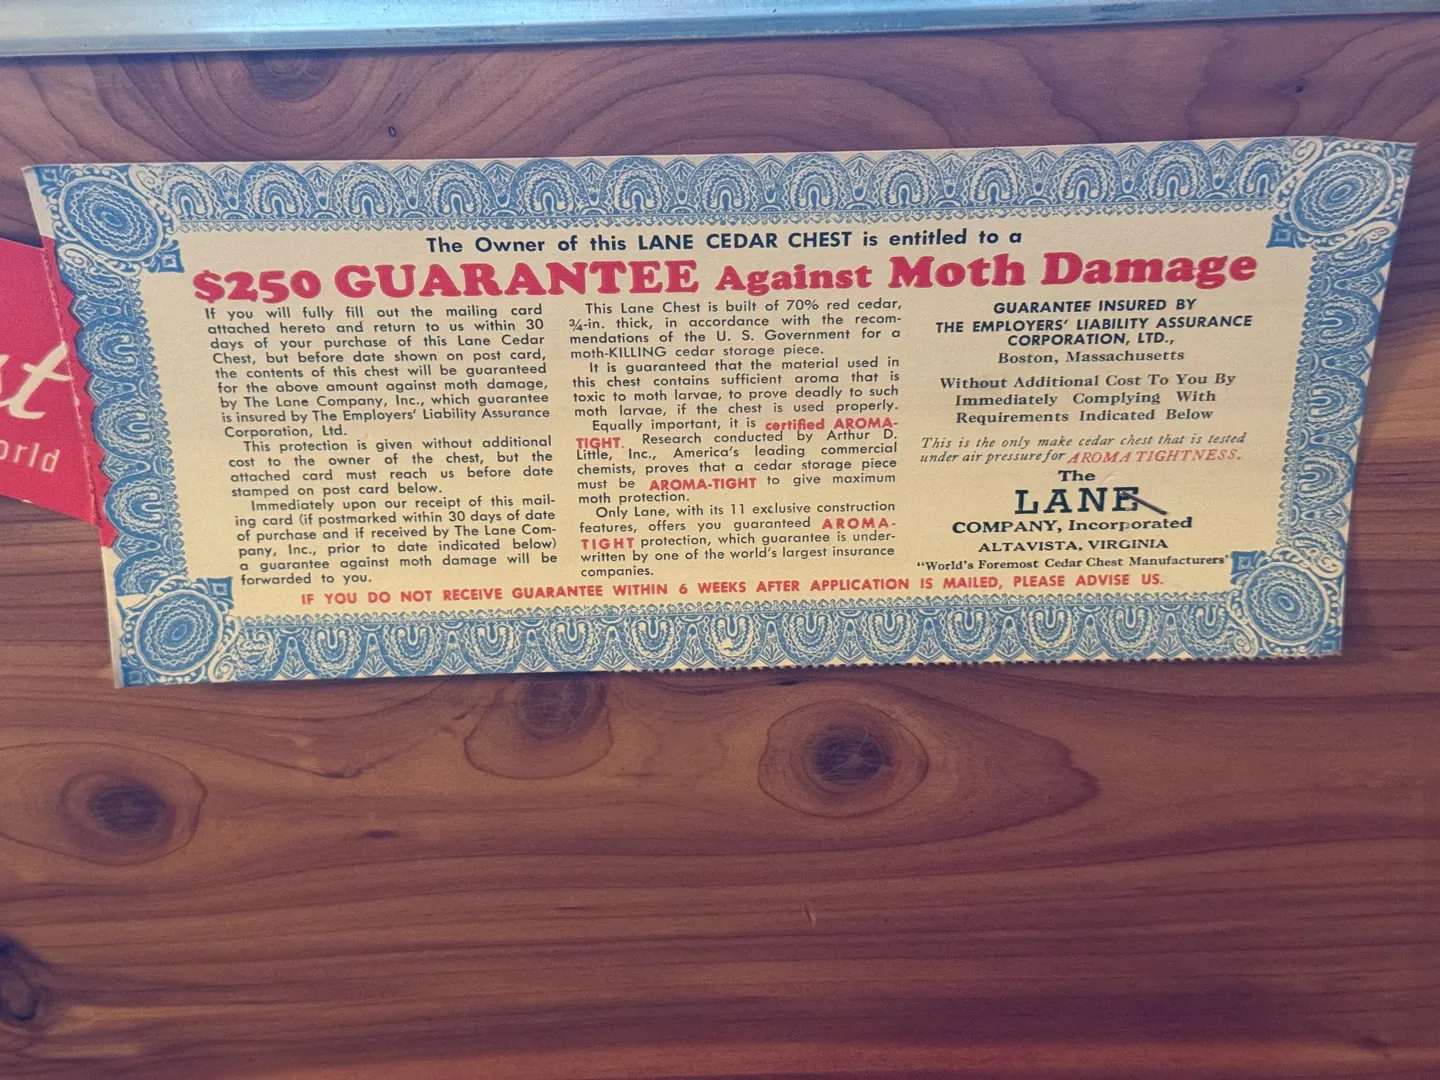 st
orld
The Owner of this LANE CEDAR CHEST is entitled to a
$250 GUARANTEE Against Moth Damage
If you will fully fill out the mailing card
attached hereto and return to us within 30
days of your purchase of this Lane Cedar
Chest, but before date shown on post card,
the contents of this chest will be guaranteed
for the above amount against moth damage,
by The Lane Company, Inc., which guarantee
is insured by The Employers' Liability Assurance
Corporation, Ltd.
This protection is given without additional
cost to the owner of the chest, but the
attached card must reach us before date
stamped on post card below.
Immediately upon our receipt of this mail-
ing card (if postmarked within 30 days of date
of purchase and if received by The Lane Com-
pany, Inc., prior to date indicated below)
a guarantee against moth damage will be
forwarded to you.
This Lane Chest is built of 70% red cedar,
¾-in. thick, in accordance with the recom-
mendations of the U. S. Government for a
moth-KILLING cedar storage piece.
It is guaranteed that the material used in
this chest contains sufficient aroma that is
toxic to moth larvae, to prove deadly to such
moth larvae, if the chest is used properly.
Equally important, it is certified AROMA-
TIGHT. Research conducted by Arthur D.
Little, Inc., America's leading commercial
chemists, proves that a cedar storage piece
must be AROMA-TIGHT to give maximum
moth protection.
Only Lane, with its 11 exclusive construction
features, offers you guaranteed AROMA-
TIGHT protection, which guarantee is under-
written by one of the world's largest insurance
companies.
GUARANTEE INSURED BY
THE EMPLOYERS' LIABILITY ASSURANCE
CORPORATION, LTD.,
Boston, Massachusetts
Without Additional Cost To You By
Immediately Complying With
Requirements Indicated Below
This is the only make cedar chest that is tested
under air pressure for AROMA TIGHTNESS.
The
LANE
COMPANY, Incorporated
ALTAVISTA, VIRGINIA
"World's Foremost Cedar Chest Manufacturers"
IF YOU DO NOT RECEIVE GUARANTEE WITHIN 6 WEEKS AFTER APPLICATION IS MAILED, PLEASE ADVISE US.